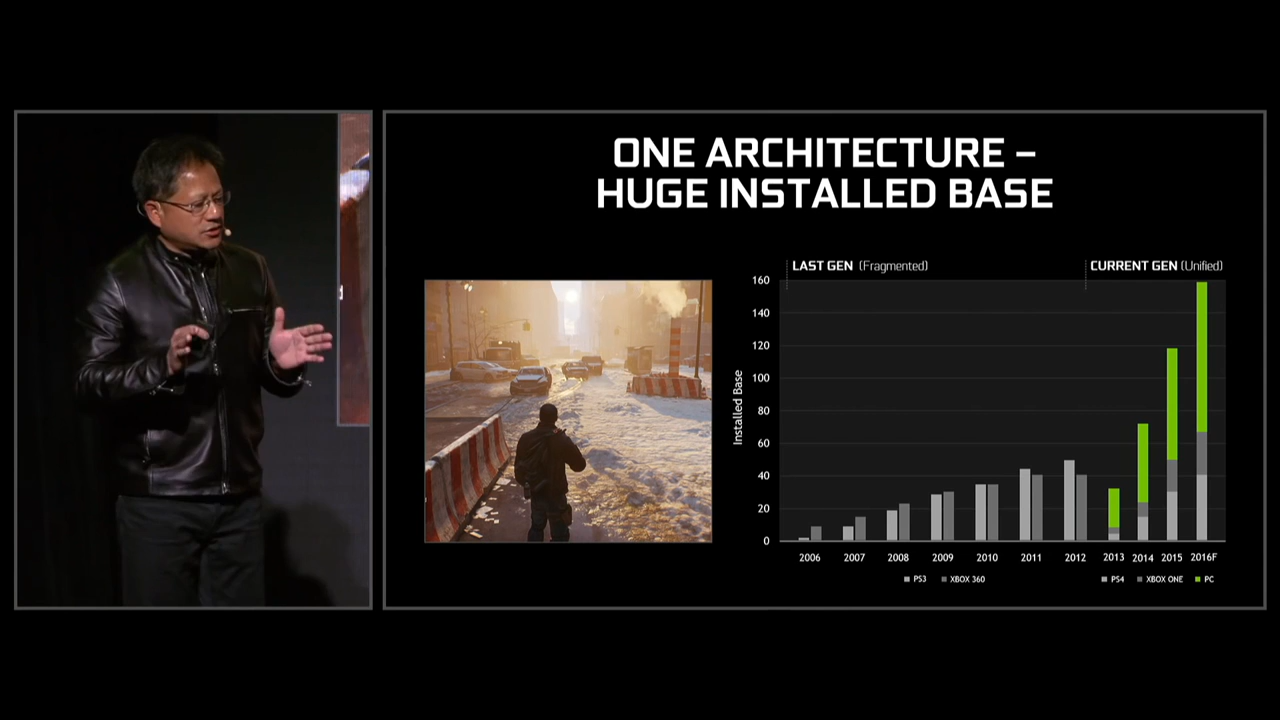 ONE ARCHITECTURE –
HUGE INSTALLED BASE
LAST GEN (Fragmented)
CURRENT GEN (Unified)
160
140
120
100
80
60
40
20
0
Installed Base
2006 2007 2008 2009 2010 2011 2012 2013 2014 2015 2016F
PS3 XBOX 360
PS4 XBOX ONE PC